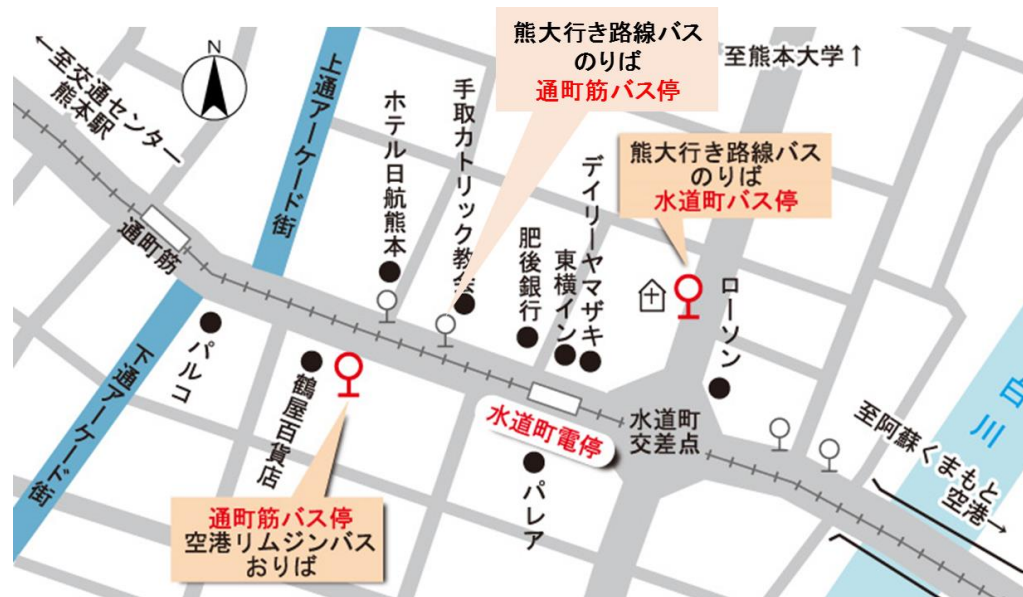 ←至交通センター
熊本駅
N
上通アーケード街
ホテル日航熊本
手取カトリック教会
熊大行き路線バス
のりば
通町筋バス停
至熊本大学↑
熊大行き路線バス
のりば
水道町バス停
通町筋
肥後銀行
東横イン
デイリーヤマザキ
ローソン
パルコ
鶴屋百貨店
下通アーケード街
水道町電停
水道町
交差点
パレア
白川
至阿蘇くまもと
空港→
通町筋バス停
空港リムジンバス
おりば